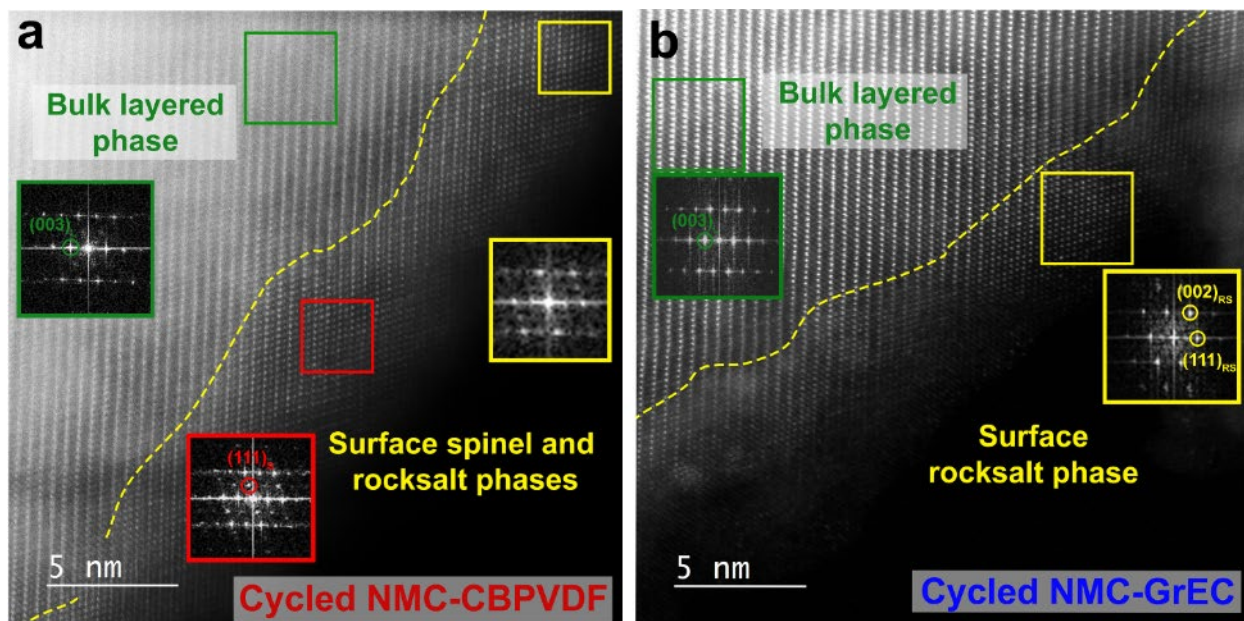 a
Bulk layered
phase
(003)
(111)s
Surface spinel and
rocksalt phases
5 nm
Cycled NMC-CBPVDF
b
Bulk layered
phase
(003)
(002)RS
(111)RS
Surface
rocksalt phase
5 nm
Cycled NMC-GrEC